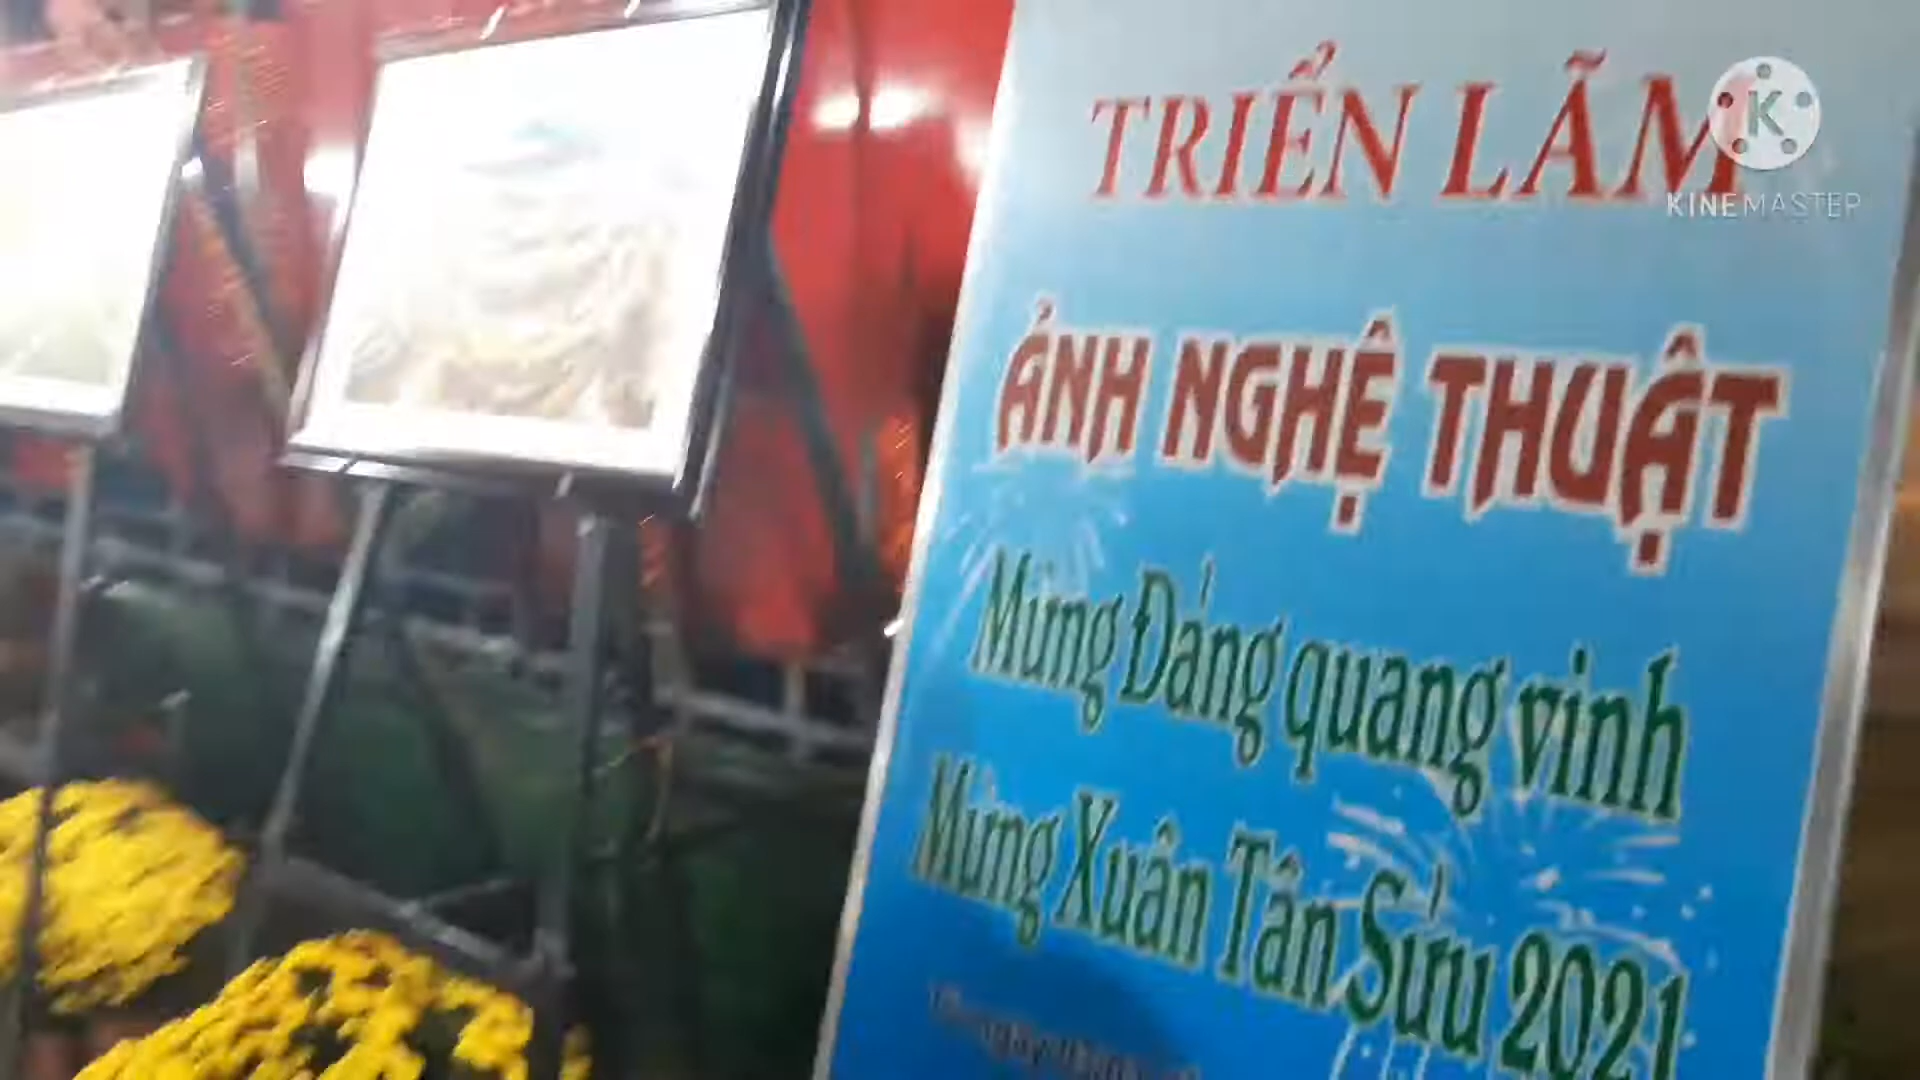 TRIỂN LÃM
KINEMASTER
ẢNH NGHỆ THUẬT
Mừng Đảng quang vinh
Mừng Xuân Tân Sửu 2021